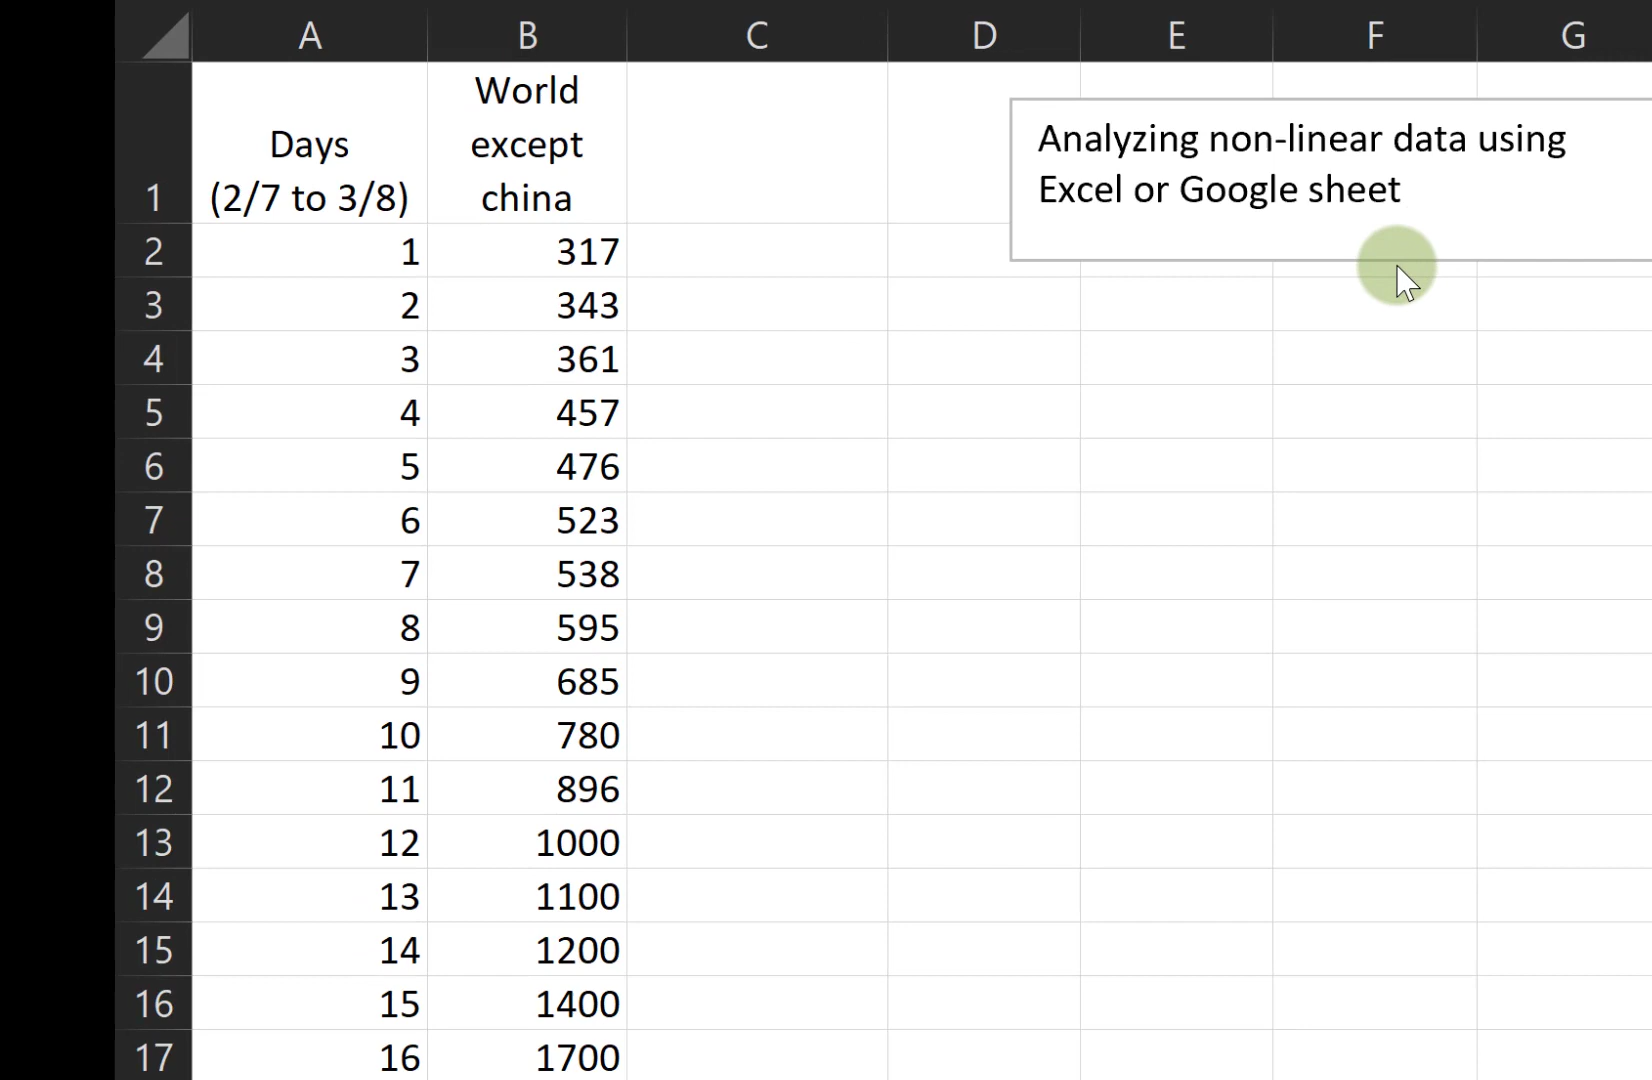 A B C D E F G
World
except
Days
1 (2/7 to 3/8) china
Analyzing non-linear data using
Excel or Google sheet
2 1 317
3 2 343
4 3 361
5 4 457
6 5 476
7 6 523
8 7 538
9 8 595
10 9 685
11 10 780
12 11 896
13 12 1000
14 13 1100
15 14 1200
16 15 1400
17 16 1700